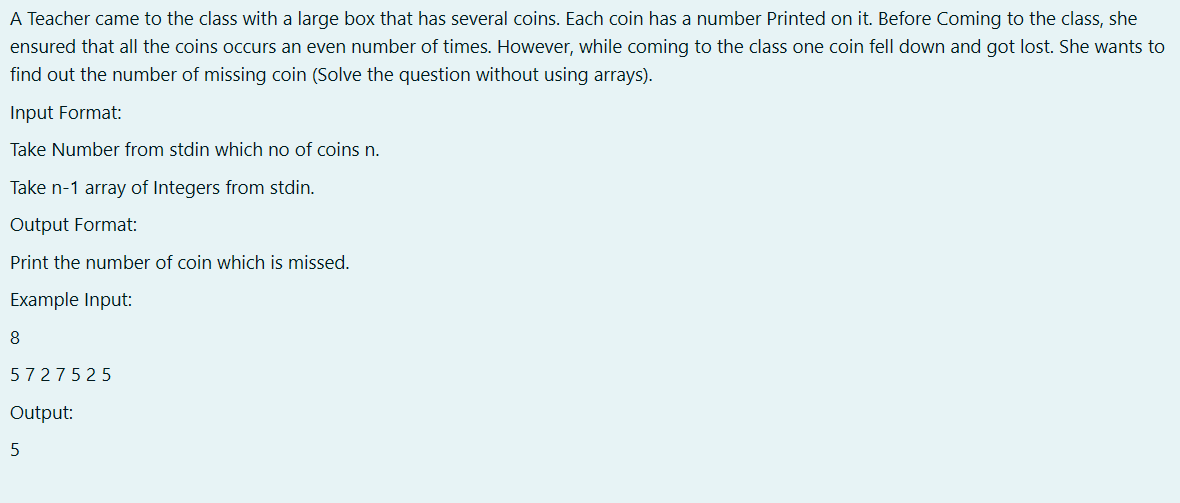 A Teacher came to the class with a large box that has several coins. Each coin has a number Printed on it. Before Coming to the class, she
ensured that all the coins occurs an even number of times. However, while coming to the class one coin fell down and got lost. She wants to
find out the number of missing coin (Solve the question without using arrays).
Input Format:
Take Number from stdin which no of coins n.
Take n-1 array of Integers from stdin.
Output Format:
Print the number of coin which is missed.
Example Input:
8
5 7 2 7 5 2 5
Output:
5